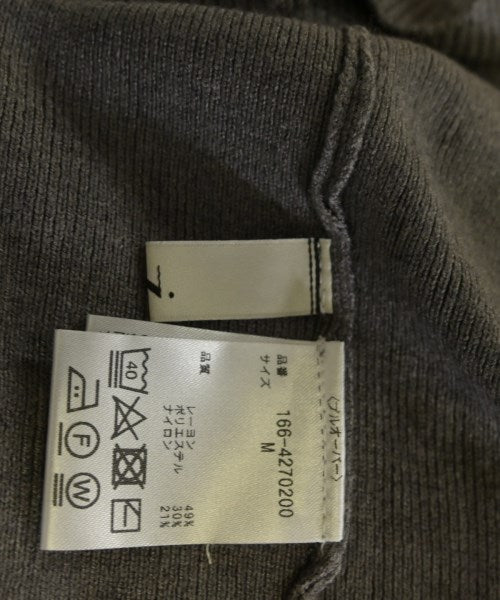 〈プルオーバー〉
品番 166-4270200
サイズ M
品質
レーヨン 49%
ポリエステル 30%
ナイロン 21%
40
F
W